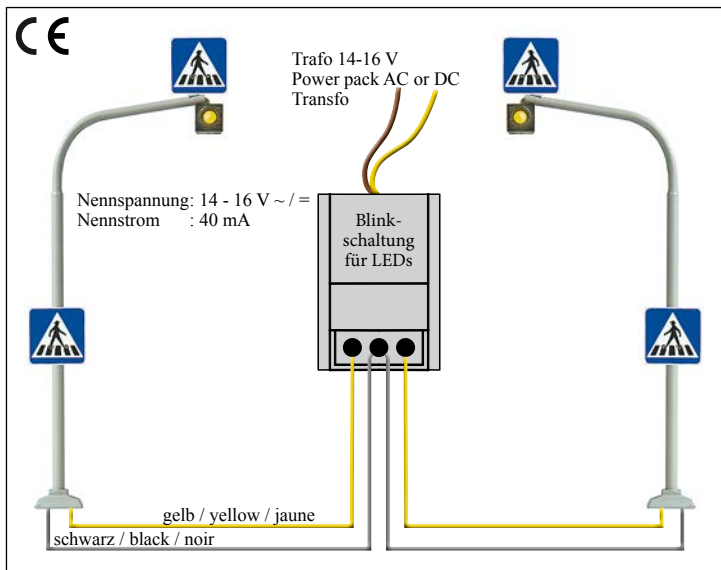 CE
Trafo 14-16 V
Power pack AC or DC
Transfo
Nennspannung: 14 - 16 V ~ / =
Nennstrom : 40 mA
Blink-
schaltung
für LEDs
gelb / yellow / jaune
schwarz / black / noir